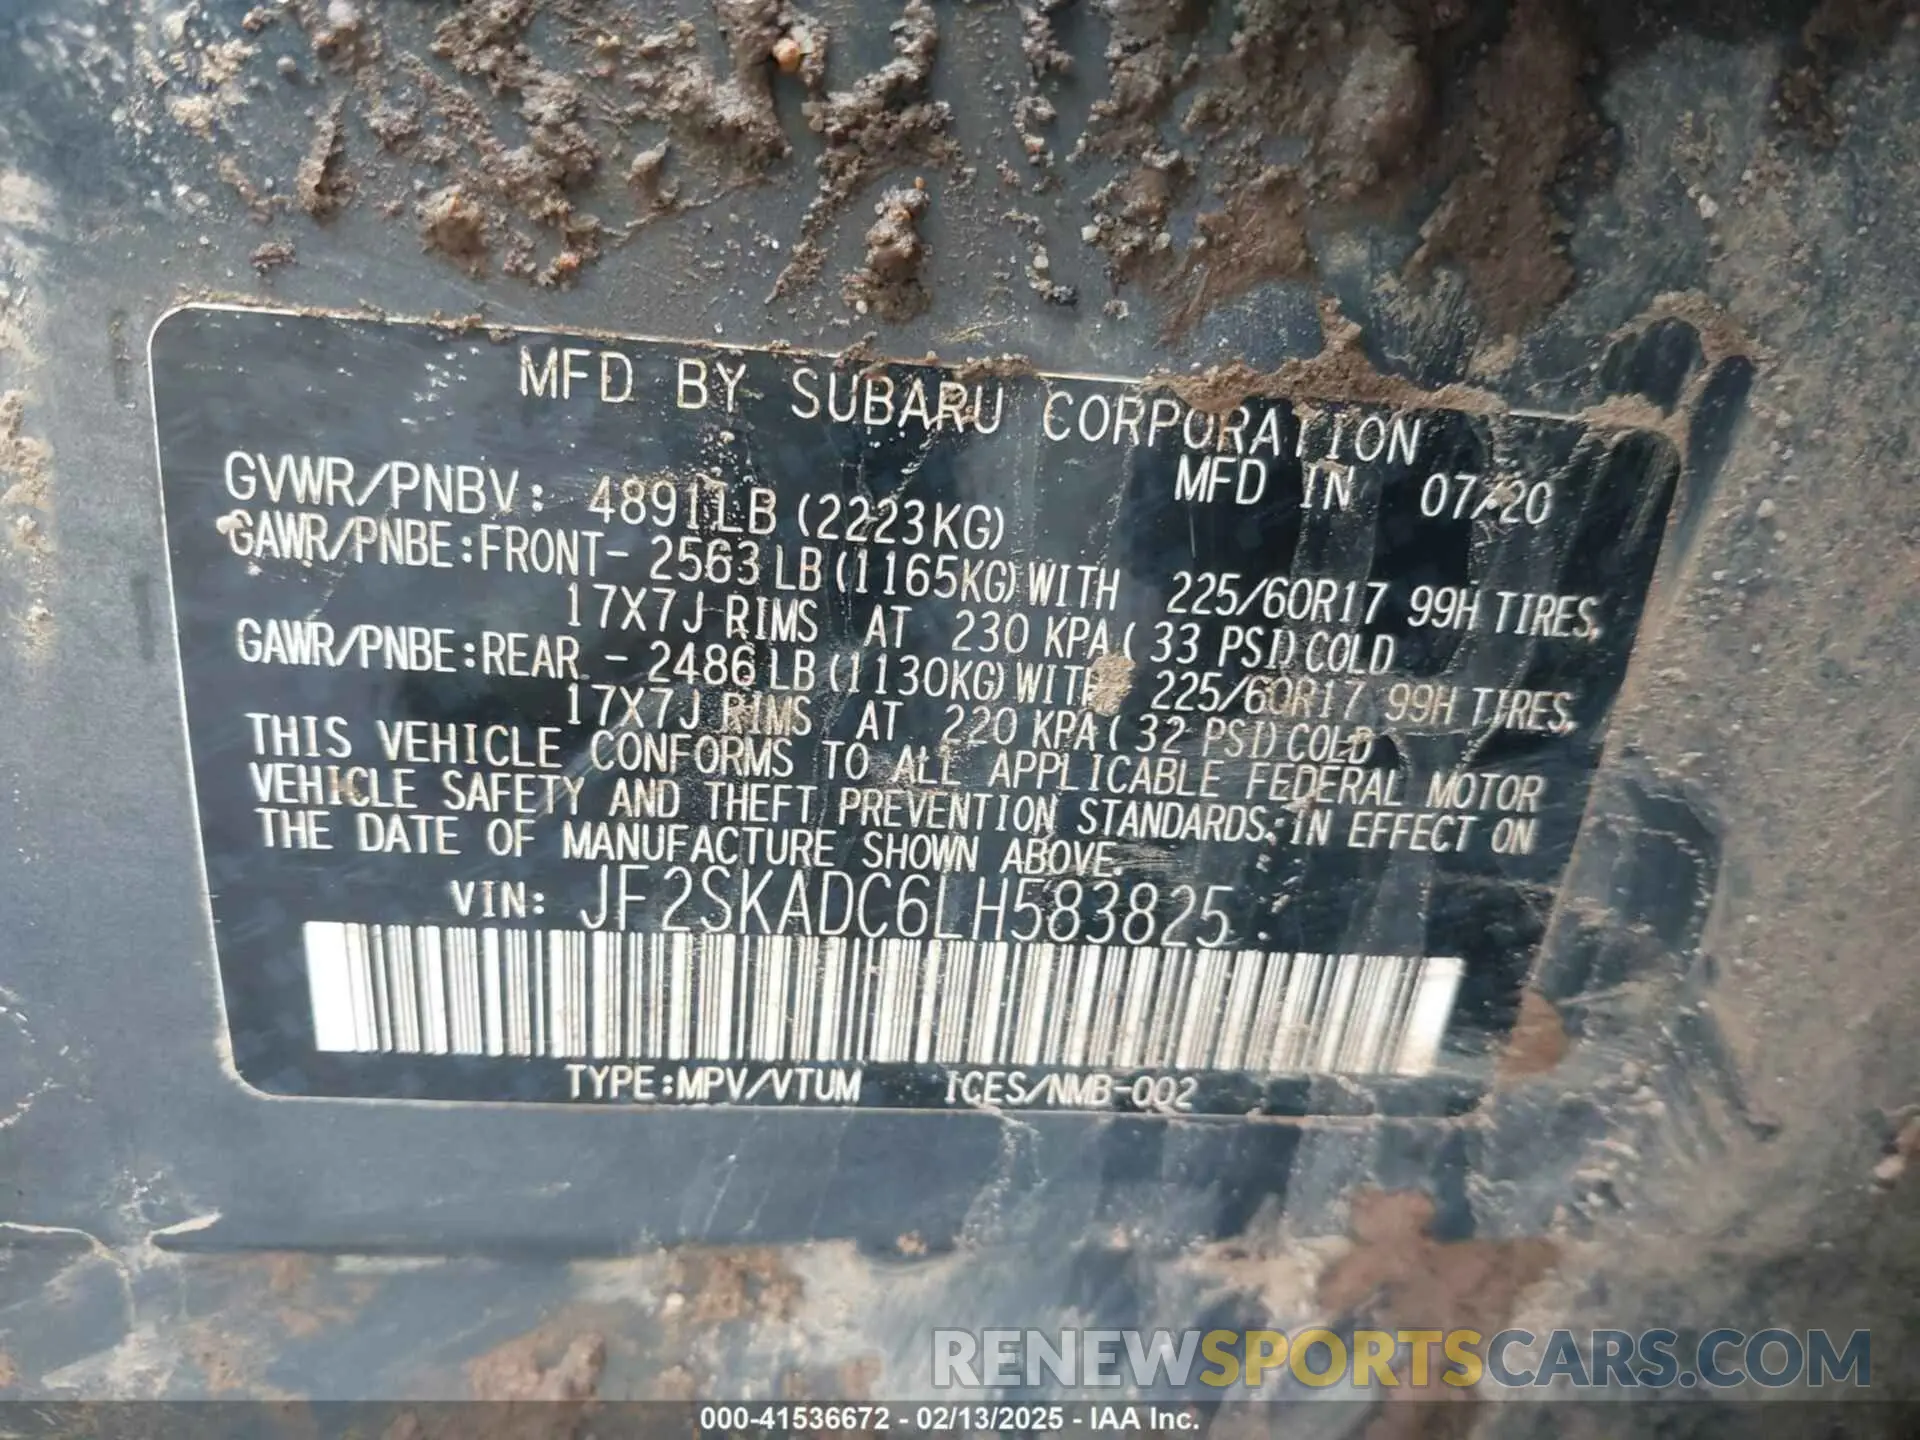 MFD BY SUBARU CORPORATION
MFD IN 07/20
GVWR/PNBV: 4891LB (2223KG)
GAWR/PNBE:FRONT- 2563 LB (1165KG) WITH 225/60R17 99H TIRES,
17X7J RIMS AT 230 KPA ( 33 PSI) COLD
GAWR/PNBE:REAR - 2486 LB (1130KG) WITH 225/60R17 99H TIRES,
17X7J RIMS AT 220 KPA ( 32 PSI) COLD
THIS VEHICLE CONFORMS TO ALL APPLICABLE FEDERAL MOTOR
VEHICLE SAFETY AND THEFT PREVENTION STANDARDS, IN EFFECT ON
THE DATE OF MANUFACTURE SHOWN ABOVE.
VIN: JF2SKADC6LH583825
TYPE:MPV/VTUM ICES/NMB-002
RENEWSPORTSCARS.COM
000-41536672 - 02/13/2025 - IAA Inc.